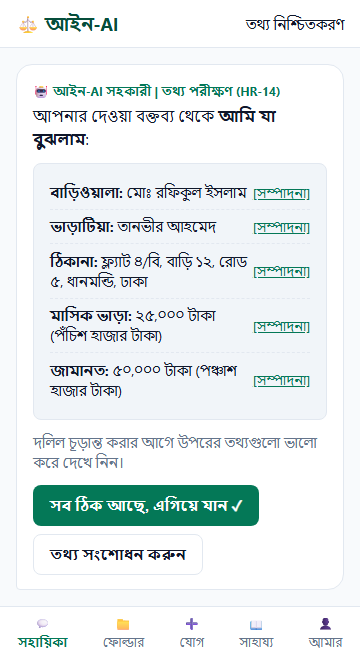 আইন-AI
তথ্য নিশ্চিতকরণ
আইন-AI সহকারী | তথ্য পরীক্ষণ (HR-14)
আপনার দেওয়া বক্তব্য থেকে আমি যা
বুঝলাম:
বাড়িওয়ালা: মোঃ রফিকুল ইসলাম [সম্পাদনা]
ভাড়াটিয়া: তানভীর আহমেদ [সম্পাদনা]
ঠিকানা: ফ্ল্যাট ৪/বি, বাড়ি ১২, রোড
৫, ধানমন্ডি, ঢাকা [সম্পাদনা]
মাসিক ভাড়া: ২৫,০০০ টাকা
(পঁচিশ হাজার টাকা) [সম্পাদনা]
জামানত: ৫০,০০০ টাকা (পঞ্চাশ
হাজার টাকা) [সম্পাদনা]
দলিল চূড়ান্ত করার আগে উপরের তথ্যগুলো ভালো
করে দেখে নিন।
সব ঠিক আছে, এগিয়ে যান ✓
তথ্য সংশোধন করুন
সহায়িকা
ফোল্ডার
যোগ
সাহায্য
আমার